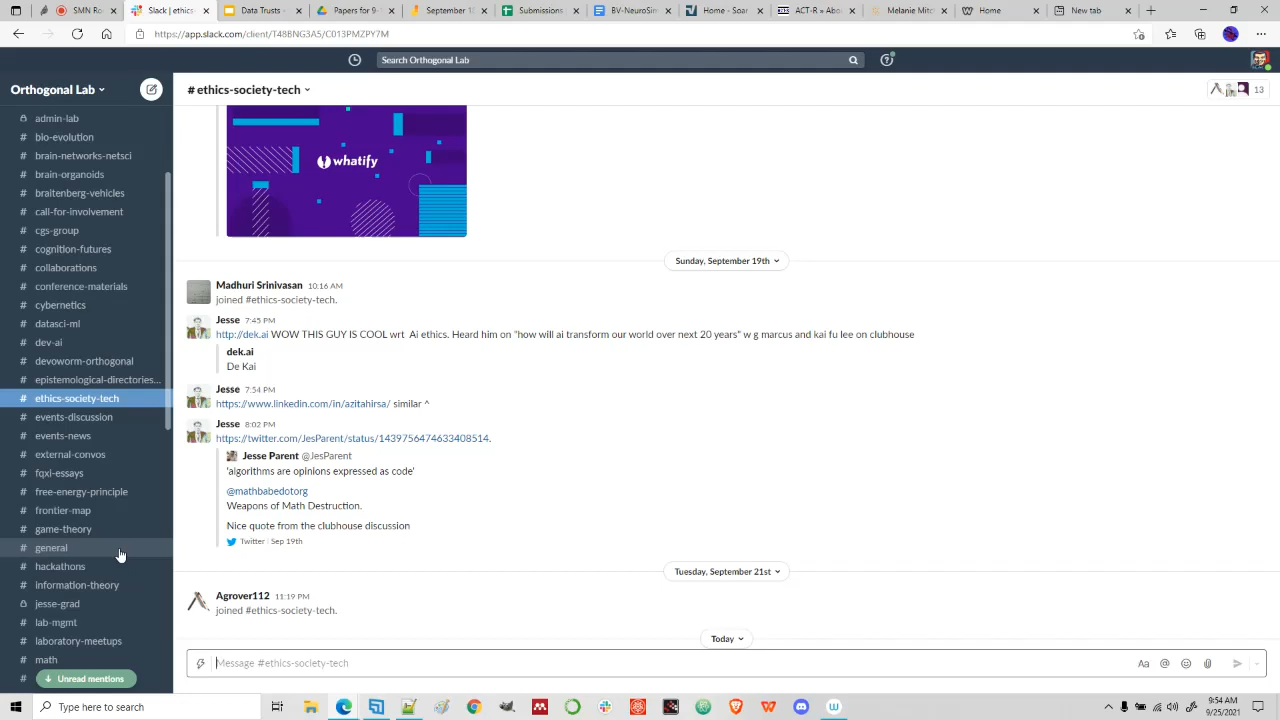 SMN Re
Slack | etics
Data Trusts -
Papers for 9-
September 18
Submissions
BV-NeuroSim
Home - Soar
ACT-R » Abo
Melanie Mitc
Home
New tab
https://app.slack.com/client/T48BNG3A5/C013PMZPY7M
Search Orthogonal Lab
Orthogonal Lab
# ethics-society-tech
13
admin-lab
# bio-evolution
# brain-networks-netsci
# brain-organoids
# braitenberg-vehicles
# call-for-involvement
# cgs-group
# cognition-futures
# collaborations
# conference-materials
# cybernetics
# datasci-ml
# dev-ai
# devoworm-orthogonal
# epistemological-directories...
# ethics-society-tech
# events-discussion
# events-news
# external-convos
# fqxi-essays
# free-energy-principle
# frontier-map
# game-theory
# general
# hackathons
# information-theory
jesse-grad
# lab-mgmt
# laboratory-meetups
# math
#
Unread mentions
whatify
Sunday, September 19th
Madhuri Srinivasan 10:16 AM
joined #ethics-society-tech.
Jesse 7:45 PM
http://dek.ai WOW THIS GUY IS COOL wrt Ai ethics. Heard him on "how will ai transform our world over next 20 years" w g marcus and kai fu lee on clubhouse
dek.ai
De Kai
Jesse 7:54 PM
https://www.linkedin.com/in/azitahirsa/ similar ^
Jesse 8:02 PM
https://twitter.com/JesParent/status/1439756474633408514.
Jesse Parent @JesParent
'algorithms are opinions expressed as code'
@mathbabedotorg
Weapons of Math Destruction.
Nice quote from the clubhouse discussion
Twitter | Sep 19th
Tuesday, September 21st
Agrover112 11:19 PM
joined #ethics-society-tech.
Today
Message #ethics-society-tech
Aa
Type here to search
9:54 AM
9/25/2021